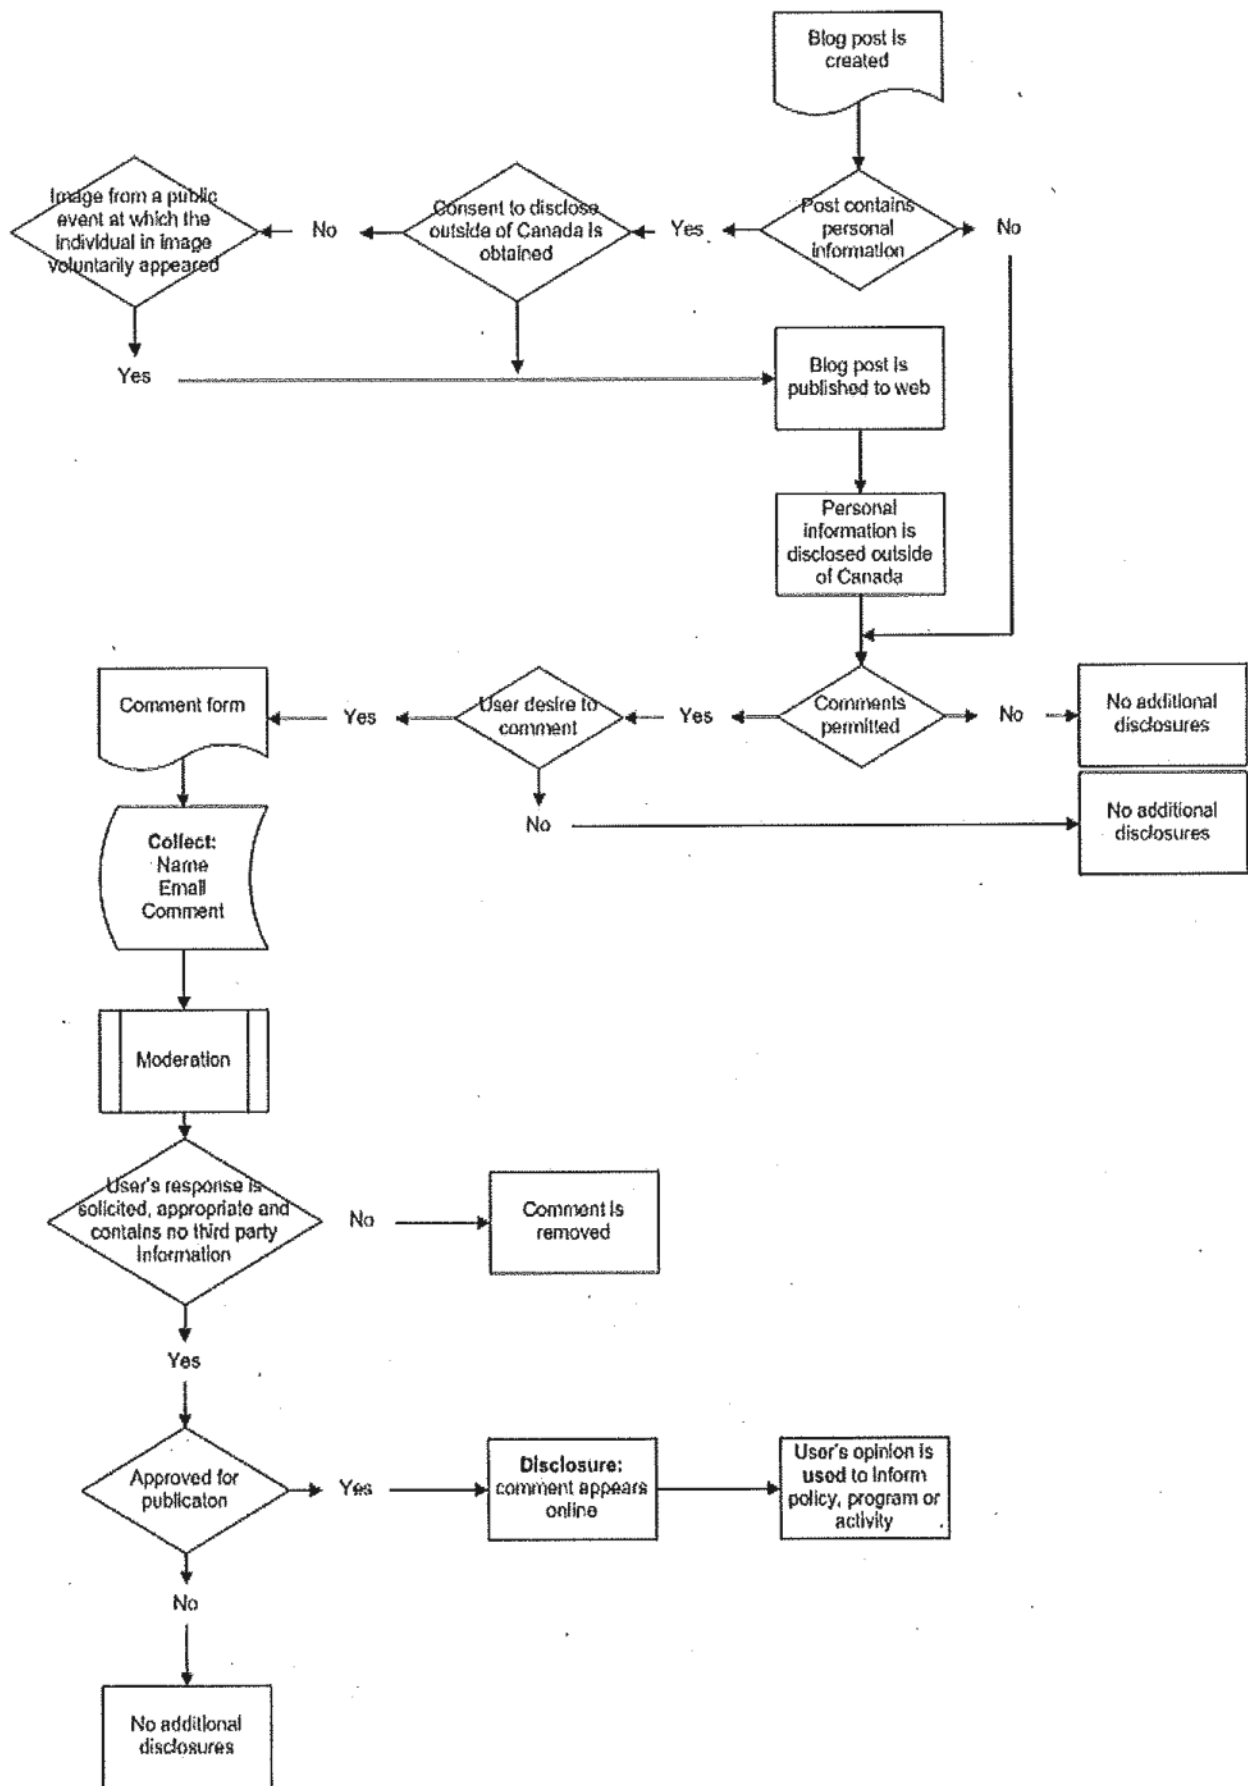 Blog post is
created
Image from a public
event at which the
individual in image
voluntarily appeared
No
Consent to disclose
outside of Canada is
obtained
Yes
Post contains
personal
information
No
Yes
Blog post is
published to web
Personal
information is
disclosed outside
of Canada
Comment form
Yes
User desire to
comment
Yes
Comments
permitted
No
No additional
disclosures
No
No additional
disclosures
Collect:
Name
Email
Comment
Moderation
User's response is
solicited, appropriate and
contains no third party
Information
No
Comment is
removed
Yes
Approved for
publicaton
Yes
Disclosure:
comment appears
online
User's opinion is
used to inform
policy, program or
activity
No
No additional
disclosures